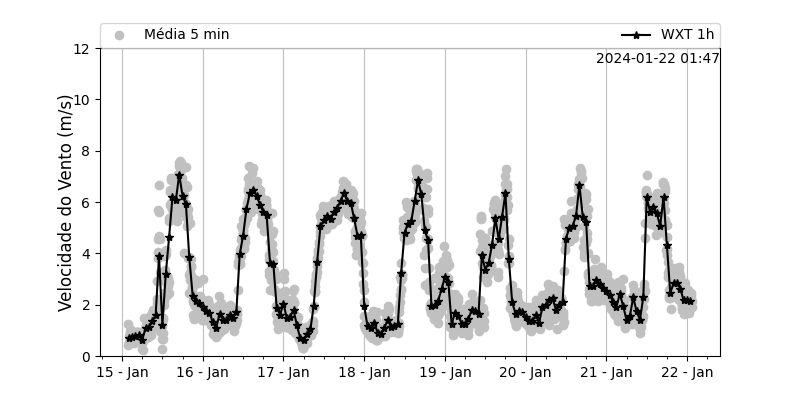 Média 5 min
WXT 1h
2024-01-22 01:47
Velocidade do Vento (m/s)
12
10
8
6
4
2
0
15 - Jan 16 - Jan 17 - Jan 18 - Jan 19 - Jan 20 - Jan 21 - Jan 22 - Jan